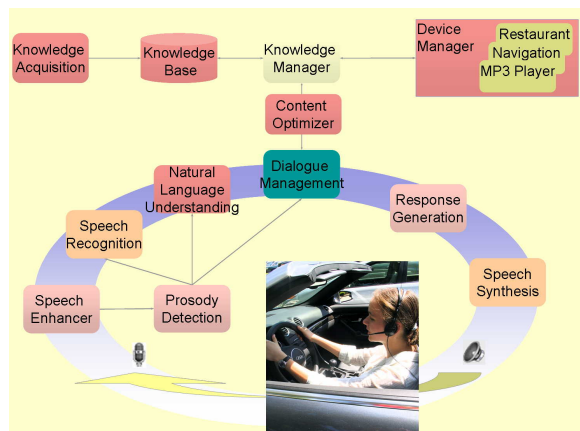 Knowledge
Acquisition
Knowledge
Base
Knowledge
Manager
Device
Manager
Restaurant
Navigation
MP3 Player
Content
Optimizer
Dialogue
Management
Natural
Language
Understanding
Response
Generation
Speech
Recognition
Speech
Synthesis
Speech
Enhancer
Prosody
Detection